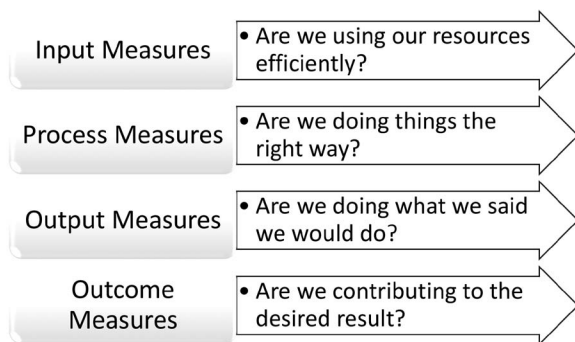 Input Measures
• Are we using our resources
efficiently?
Process Measures
• Are we doing things the
right way?
Output Measures
• Are we doing what we said
we would do?
Outcome
Measures
• Are we contributing to the
desired result?